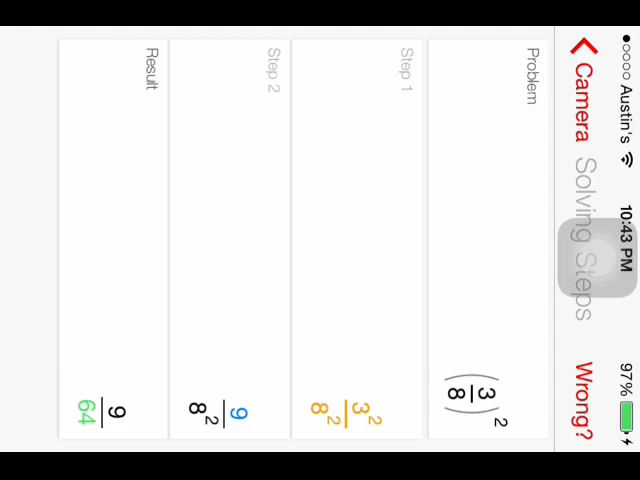 ●○○○○ Austin's 10:43 PM 97%
Camera Solving Steps Wrong?
Problem
(3/8)²
Step 1
3²/8²
Step 2
9/8²
Result
9/64